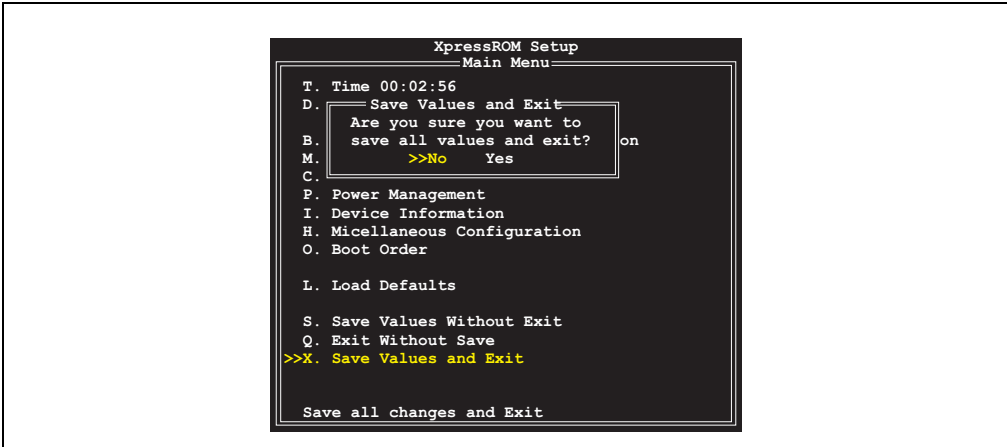 XpressROM Setup
Main Menu
T. Time 00:02:56
D.
Save Values and Exit
Are you sure you want to
B. save all values and exit? on
M. >>No Yes
C.
P. Power Management
I. Device Information
H. Micellaneous Configuration
O. Boot Order
L. Load Defaults
S. Save Values Without Exit
Q. Exit Without Save
>>X. Save Values and Exit
Save all changes and Exit